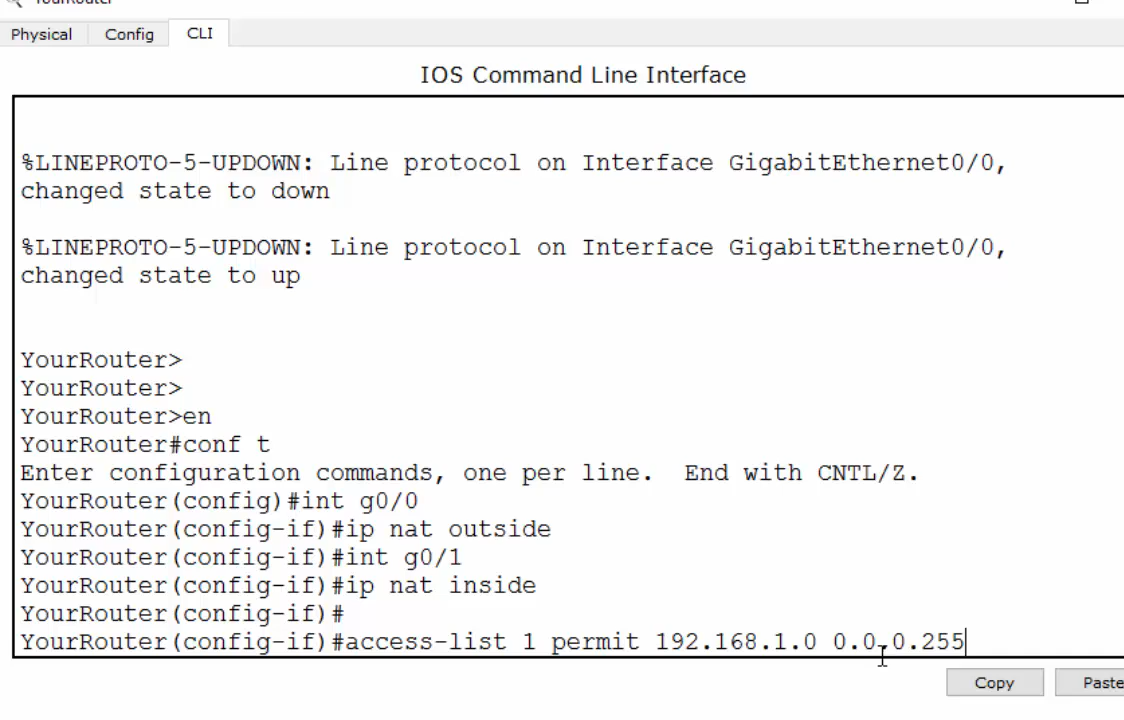 YourRouter
Physical Config CLI
IOS Command Line Interface
%LINEPROTO-5-UPDOWN: Line protocol on Interface GigabitEthernet0/0,
changed state to down
%LINEPROTO-5-UPDOWN: Line protocol on Interface GigabitEthernet0/0,
changed state to up
YourRouter>
YourRouter>
YourRouter>en
YourRouter#conf t
Enter configuration commands, one per line.  End with CNTL/Z.
YourRouter(config)#int g0/0
YourRouter(config-if)#ip nat outside
YourRouter(config-if)#int g0/1
YourRouter(config-if)#ip nat inside
YourRouter(config-if)#
YourRouter(config-if)#access-list 1 permit 192.168.1.0 0.0.0.255
Copy Paste